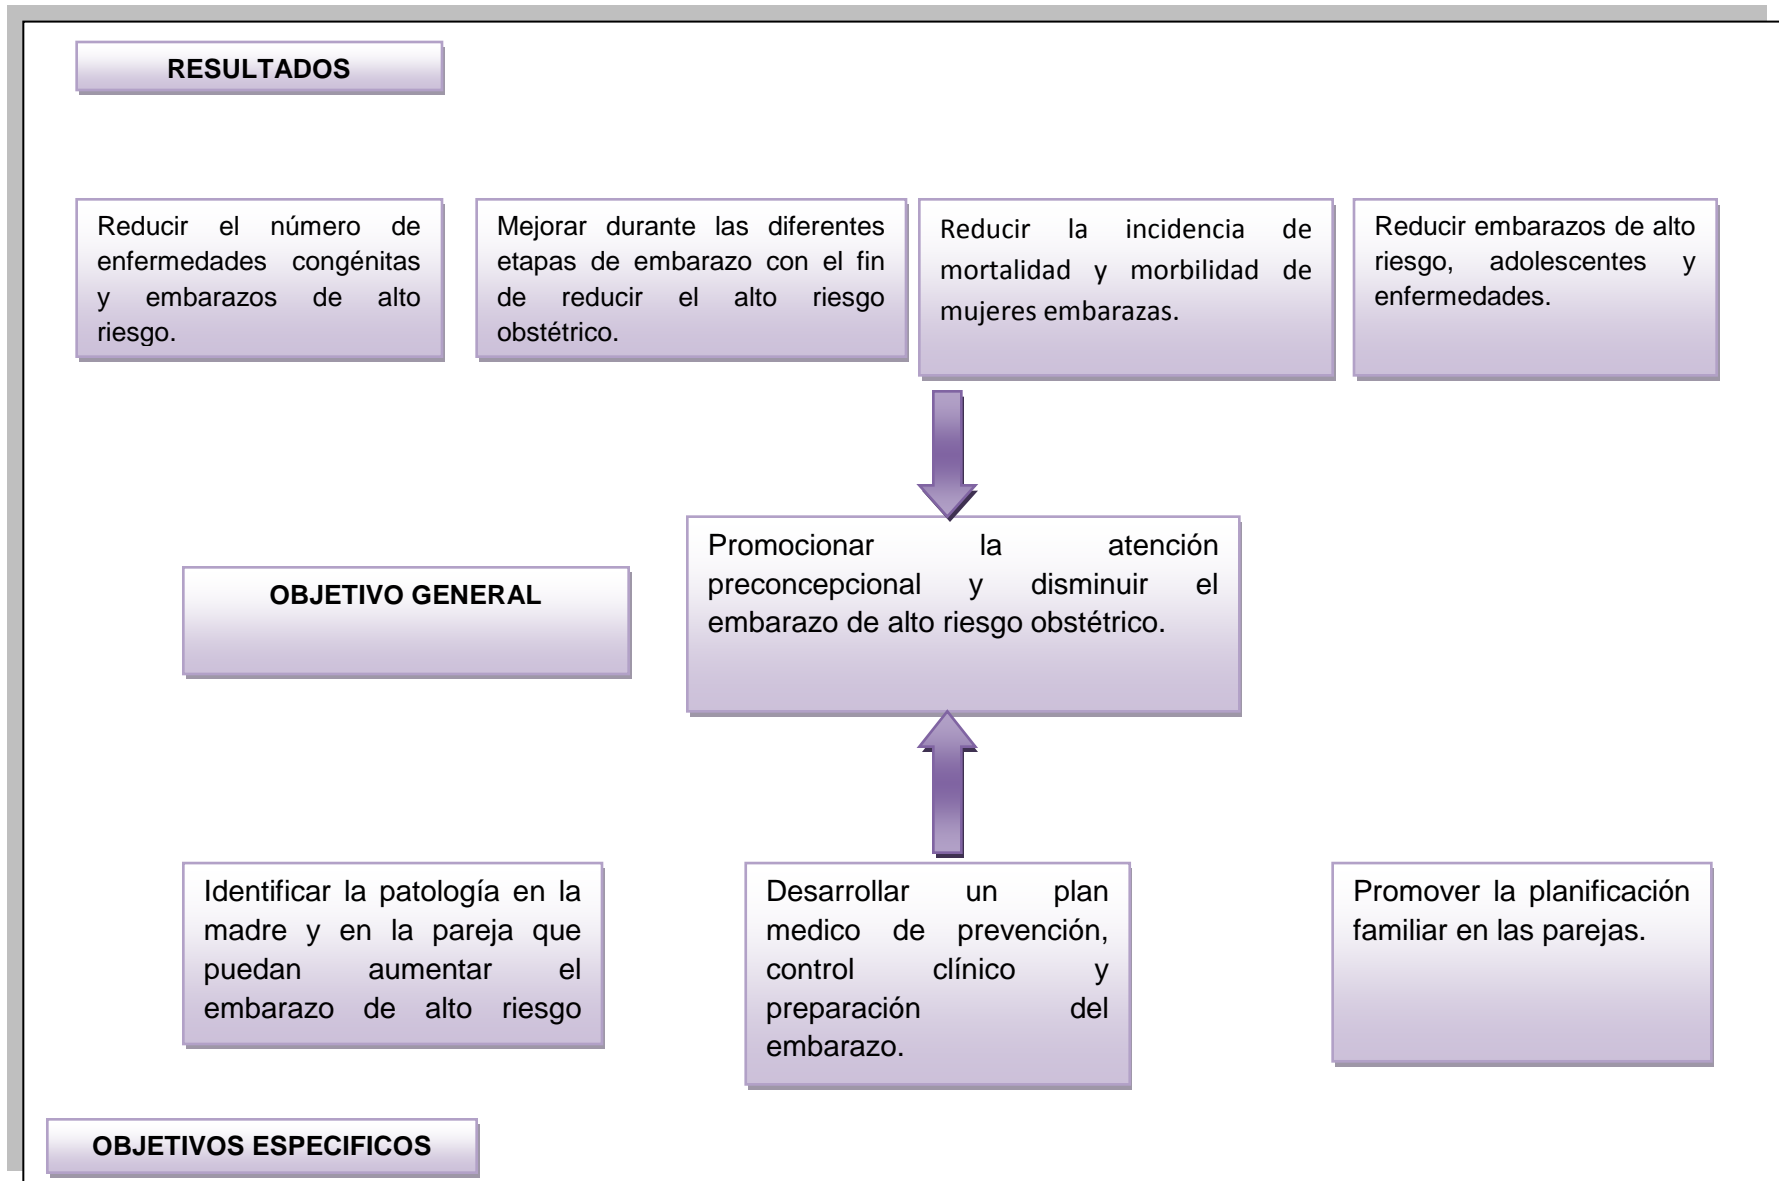 RESULTADOS
Reducir el número de
enfermedades congénitas
y embarazos de alto
riesgo.
Mejorar durante las diferentes
etapas de embarazo con el fin
de reducir el alto riesgo
obstétrico.
Reducir la incidencia de
mortalidad y morbilidad de
mujeres embarazas.
Reducir embarazos de alto
riesgo, adolescentes y
enfermedades.
OBJETIVO GENERAL
Promocionar la atención
preconcepcional y disminuir el
embarazo de alto riesgo obstétrico.
Identificar la patología en la
madre y en la pareja que
puedan aumentar el
embarazo de alto riesgo
Desarrollar un plan
medico de prevención,
control clínico y
preparación del
embarazo.
Promover la planificación
familiar en las parejas.
OBJETIVOS ESPECIFICOS